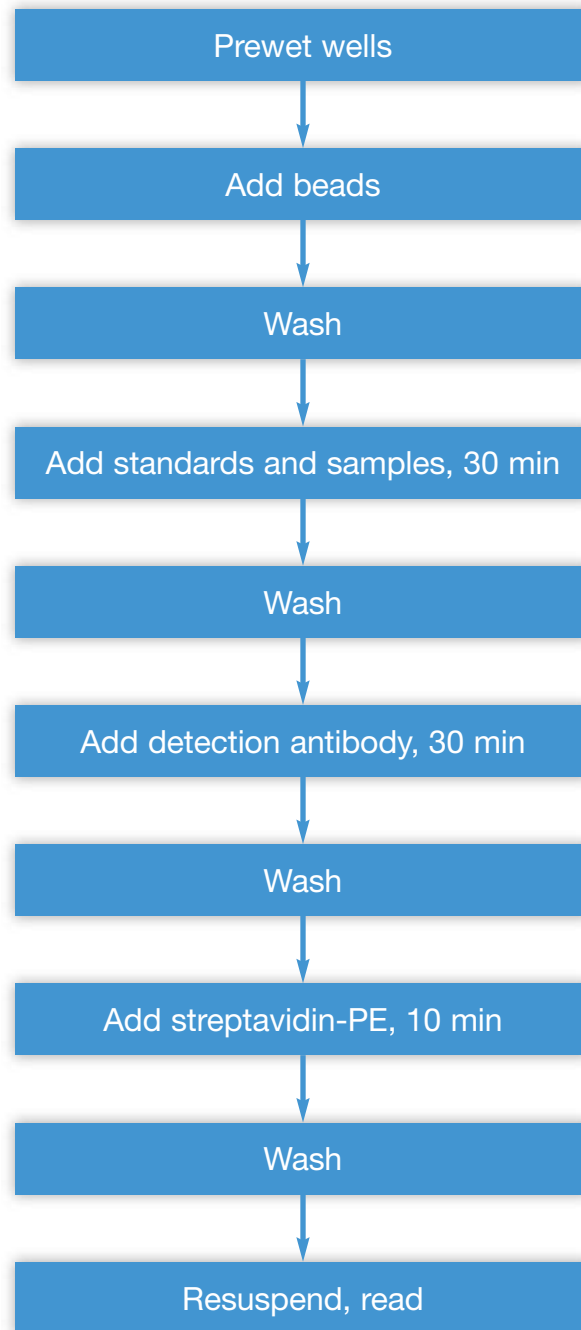 Prewet wells
Add beads
Wash
Add standards and samples, 30 min
Wash
Add detection antibody, 30 min
Wash
Add streptavidin-PE, 10 min
Wash
Resuspend, read